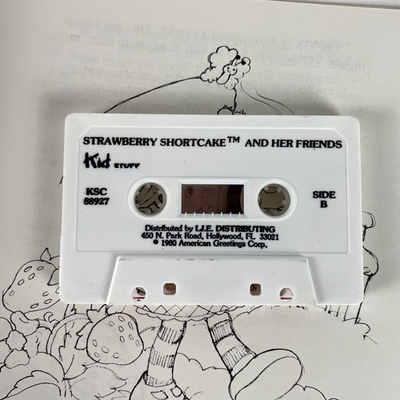 STRAWBERRY SHORTCAKE™ AND HER FRIENDS
Kid STUFF
KSC
88927
SIDE
B
Distributed by I.J.E. DISTRIBUTING
450 N. Park Road, Hollywood, FL 33021
© 1980 American Greetings Corp.